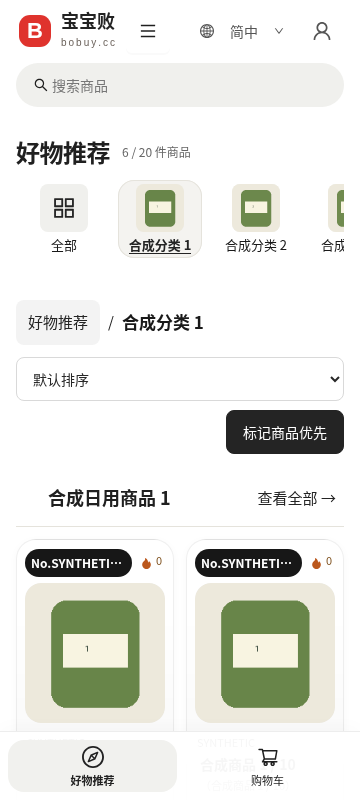 B 宝宝败
bobuy.cc
简中
搜索商品
好物推荐 6 / 20 件商品
全部 合成分类 1 合成分类 2 合成
好物推荐 / 合成分类 1
默认排序
标记商品优先
合成日用商品 1 查看全部 →
No.SYNTHETI… 0 No.SYNTHETI… 0
1 1
好物推荐 购物车